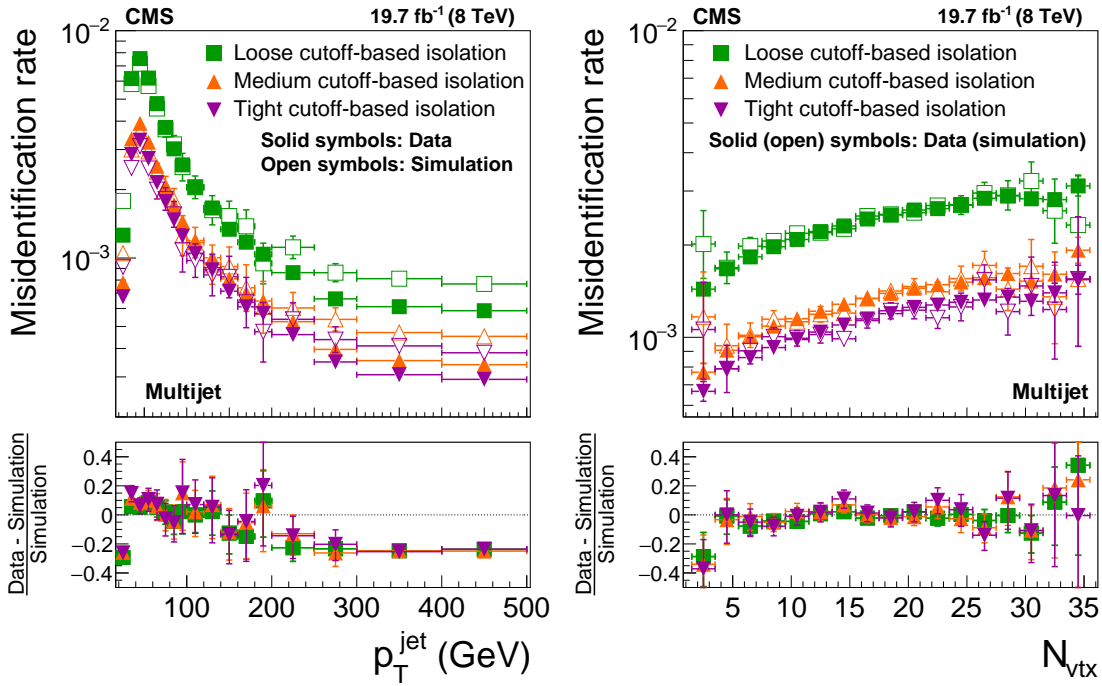 CMS 19.7 fb⁻¹ (8 TeV)
Misidentification rate
10⁻²
10⁻³
Loose cutoff-based isolation
Medium cutoff-based isolation
Tight cutoff-based isolation
Solid symbols: Data
Open symbols: Simulation
Multijet
Data - Simulation
Simulation
0.4
0.2
0
−0.2
−0.4
100 200 300 400 500
p_T^jet (GeV)
CMS 19.7 fb⁻¹ (8 TeV)
Misidentification rate
10⁻²
10⁻³
Loose cutoff-based isolation
Medium cutoff-based isolation
Tight cutoff-based isolation
Solid (open) symbols: Data (simulation)
Multijet
Data - Simulation
Simulation
0.4
0.2
0
−0.2
−0.4
5 10 15 20 25 30 35
N_vtx